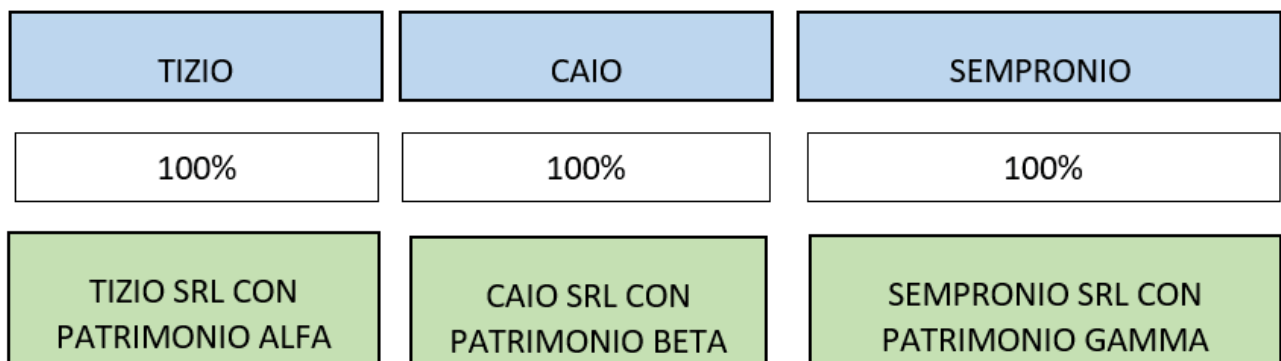 TIZIO
CAIO
SEMPRONIO
100%
100%
100%
TIZIO SRL CON
PATRIMONIO ALFA
CAIO SRL CON
PATRIMONIO BETA
SEMPRONIO SRL CON
PATRIMONIO GAMMA